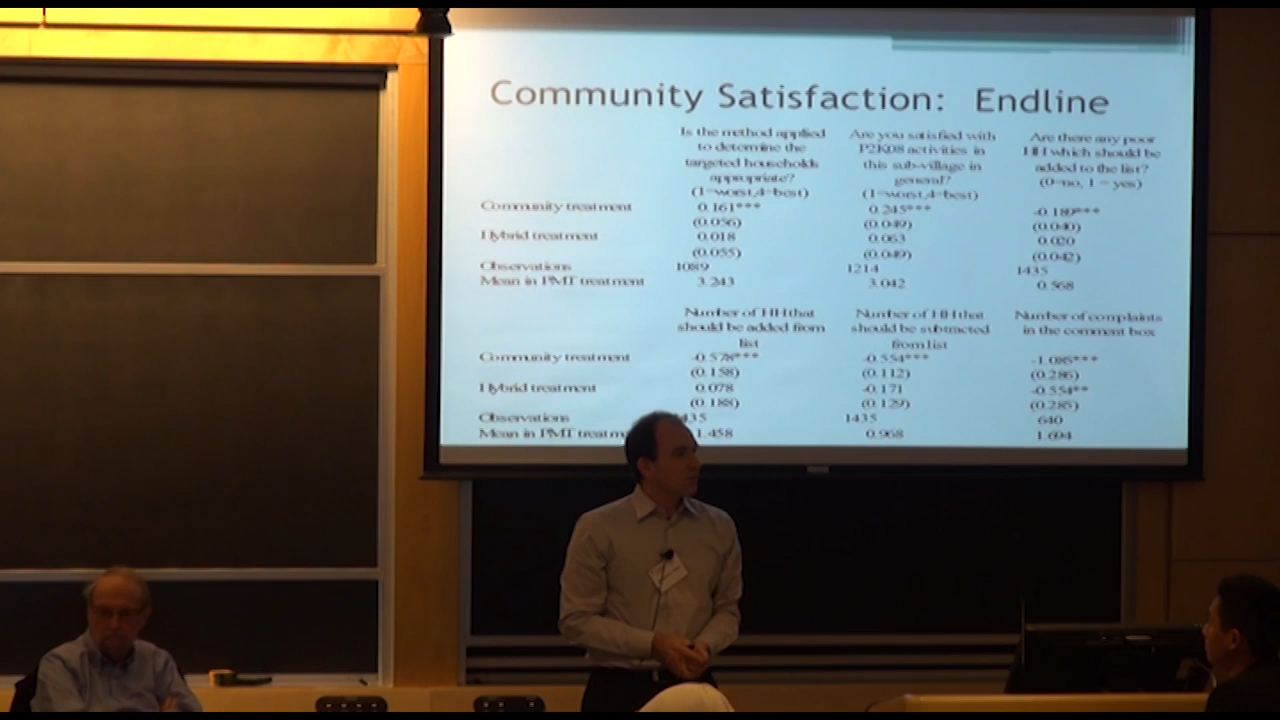 Community Satisfaction: Endline
Is the method applied to determine the targeted households appropriate? (1=worst,4=best)
Are you satisfied with P2K08 activities in this sub-village in general? (1=worst,4=best)
Are there any poor HH which should be added to the list? (0=no, 1 = yes)
Community treatment 0.161*** 0.245*** -0.189***
(0.056) (0.049) (0.040)
Hybrid treatment 0.018 0.063 0.020
(0.055) (0.049) (0.042)
Observations 1089 1214 1435
Mean in PMT treatment 3.243 3.042 0.568
Number of HH that should be added from list
Number of HH that should be subtracted from list
Number of complaints in the comment box
Community treatment -0.578*** -0.554*** -1.085***
(0.158) (0.112) (0.286)
Hybrid treatment 0.078 -0.171 -0.554**
(0.188) (0.129) (0.285)
Observations 435 1435 640
Mean in PMT treatm 1.458 0.968 1.694